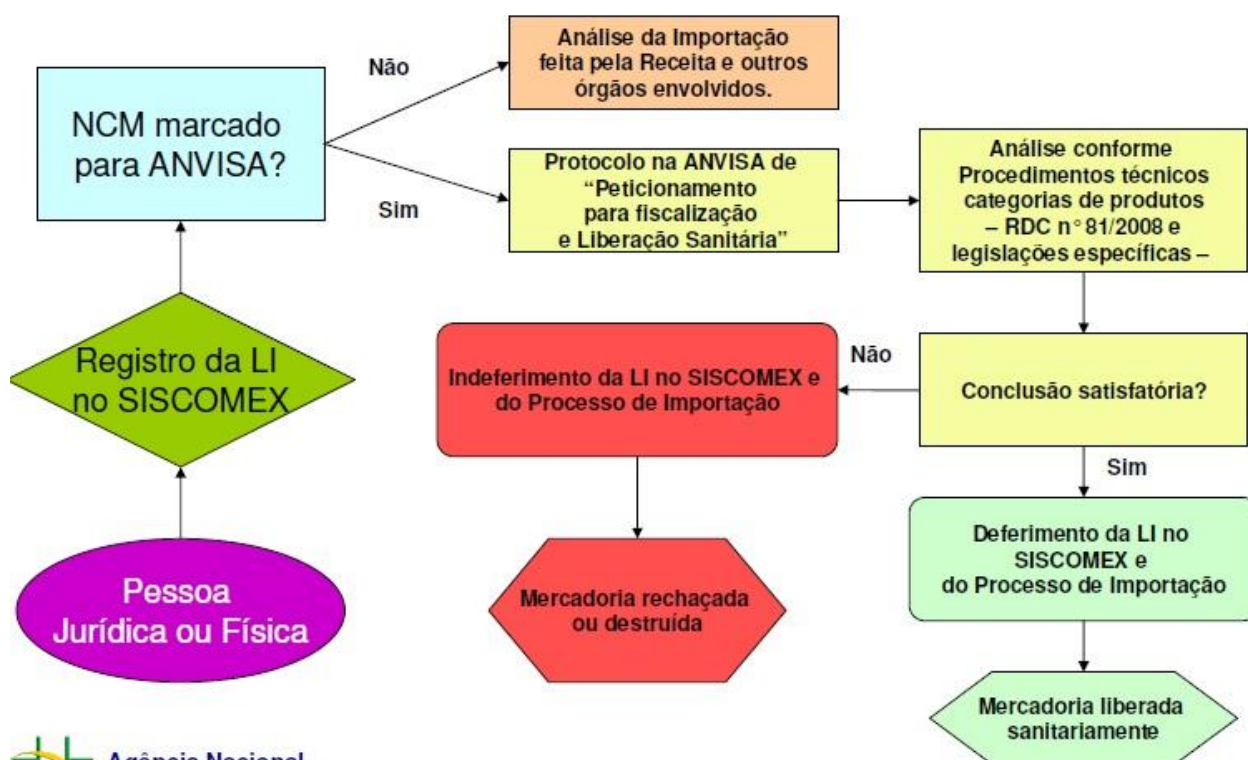 Análise da Importação
feita pela Receita e outros
órgãos envolvidos.
Não
NCM marcado
para ANVISA?
Sim
Protocolo na ANVISA de
“Peticionamento
para fiscalização
e Liberação Sanitária”
Análise conforme
Procedimentos técnicos
categorias de produtos
– RDC n° 81/2008 e
legislações específicas –
Registro da LI
no SISCOMEX
Indeferimento da LI no SISCOMEX e
do Processo de Importação
Não
Conclusão satisfatória?
Sim
Pessoa
Jurídica ou Física
Mercadoria rechaçada
ou destruída
Deferimento da LI no
SISCOMEX e
do Processo de Importação
Mercadoria liberada
sanitariamente
Agência Nacional